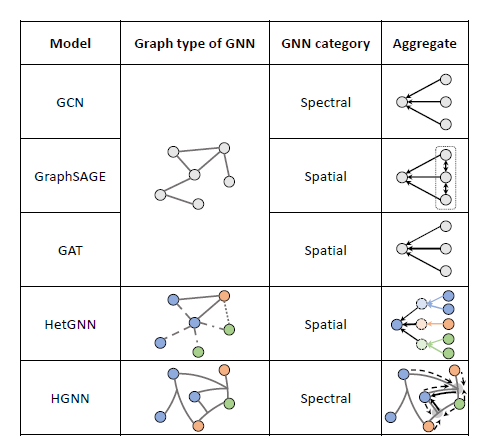 Model Graph type of GNN GNN category Aggregate
GCN Spectral
GraphSAGE Spatial
GAT Spatial
HetGNN Spatial
HGNN Spectral